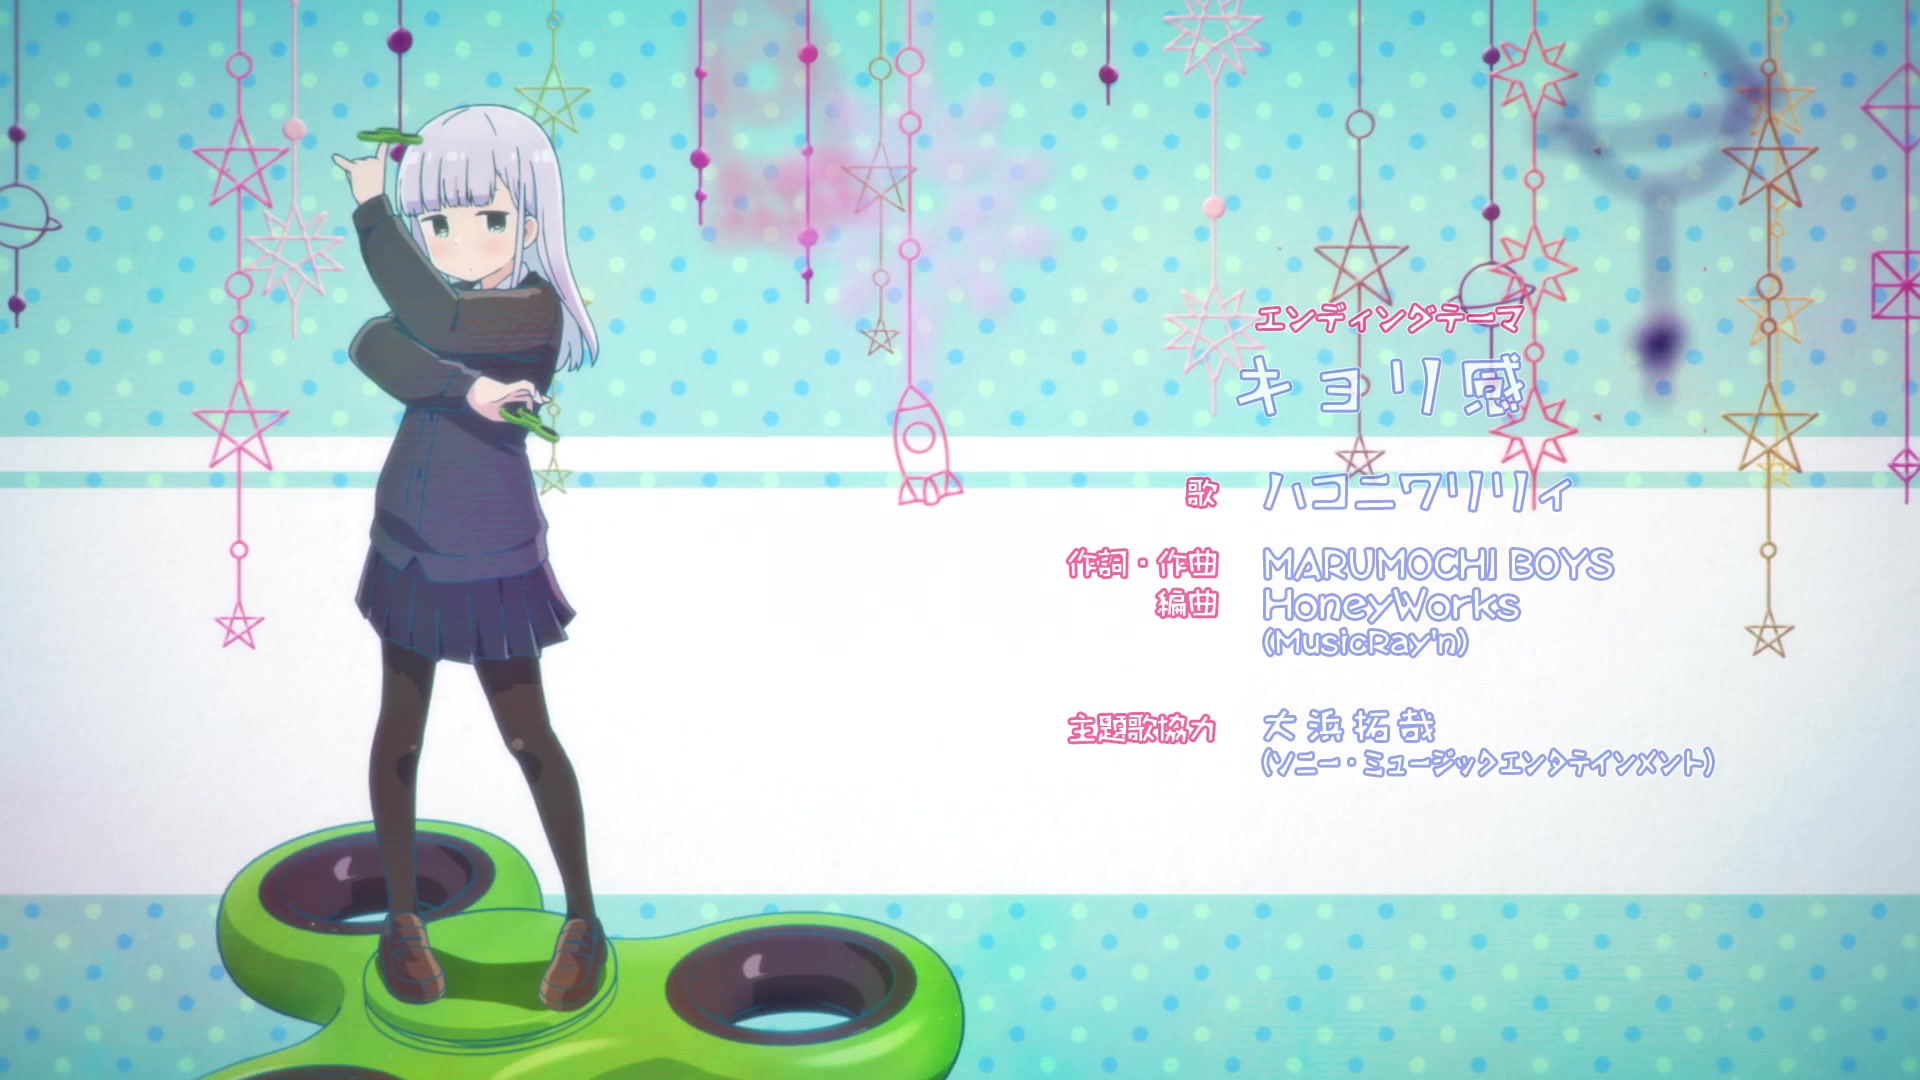 エンディングテーマ
キョリ感
歌 ハコニワリリィ
作詞・作曲 MARUMOCHI BOYS
編曲 HoneyWorks
(MusicRay'n)
主題歌協力 大浜拓哉
(ソニー・ミュージックエンタテインメント)